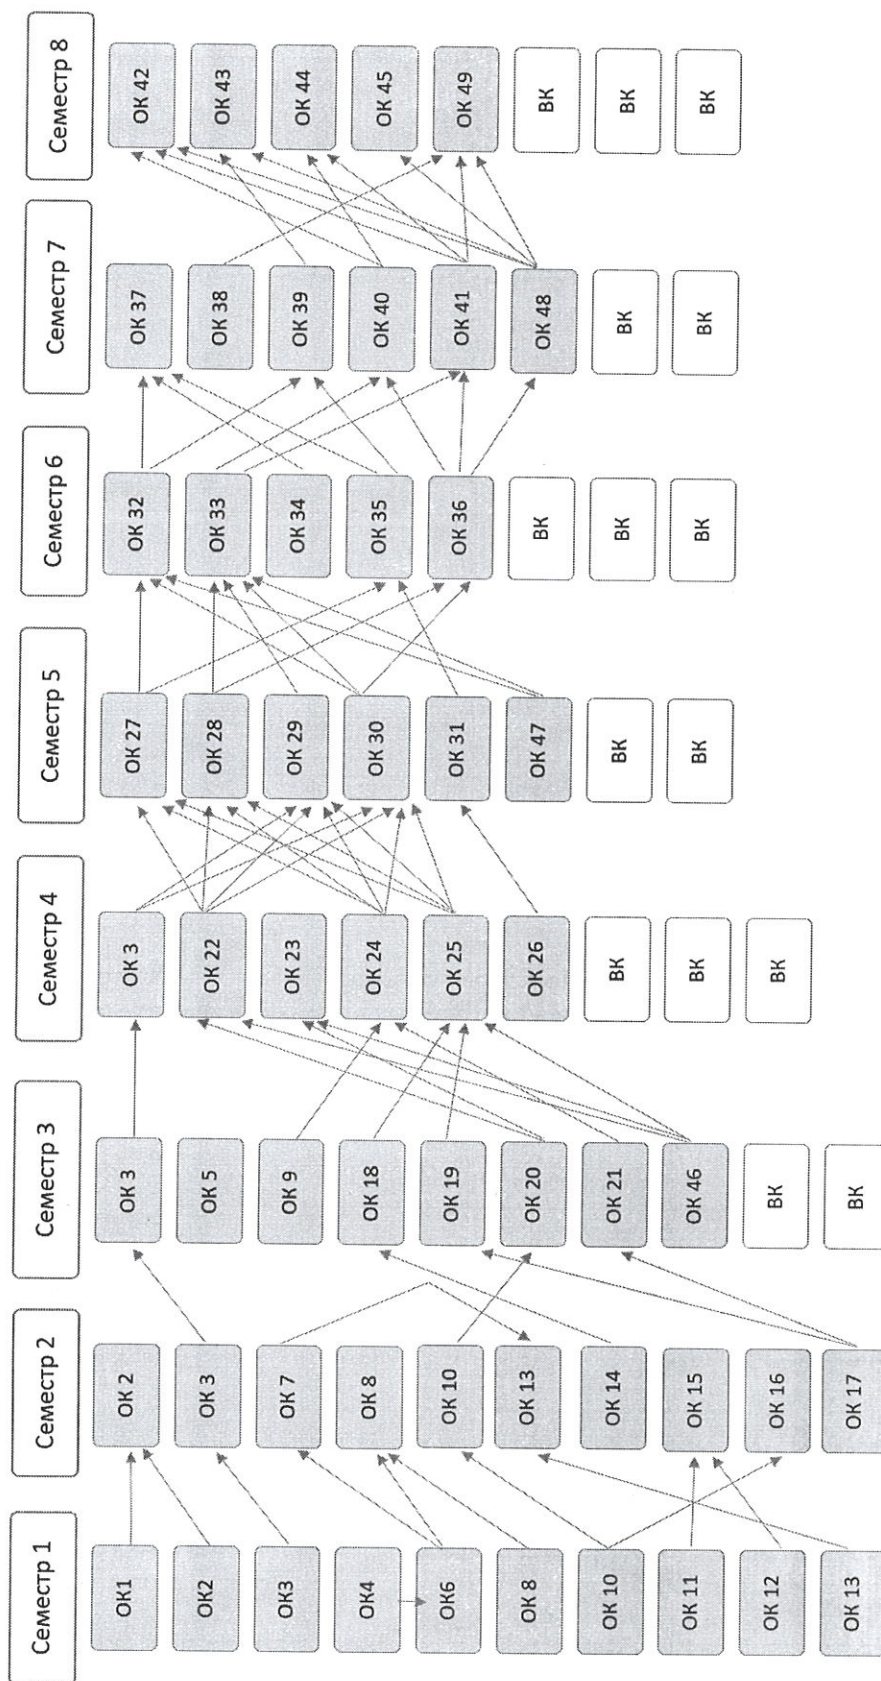 Семестр 1
ОК1
ОК2
ОК3
ОК4
ОК6
ОК 8
ОК 10
ОК 11
ОК 12
ОК 13
Семестр 2
ОК 2
ОК 3
ОК 7
ОК 8
ОК 10
ОК 13
ОК 14
ОК 15
ОК 16
ОК 17
Семестр 3
ОК 3
ОК 5
ОК 9
ОК 18
ОК 19
ОК 20
ОК 21
ОК 46
ВК
ВК
Семестр 4
ОК 3
ОК 22
ОК 23
ОК 24
ОК 25
ОК 26
ВК
ВК
ВК
Семестр 5
ОК 27
ОК 28
ОК 29
ОК 30
ОК 31
ОК 47
ВК
ВК
Семестр 6
ОК 32
ОК 33
ОК 34
ОК 35
ОК 36
ВК
ВК
ВК
Семестр 7
ОК 37
ОК 38
ОК 39
ОК 40
ОК 41
ОК 48
ВК
ВК
Семестр 8
ОК 42
ОК 43
ОК 44
ОК 45
ОК 49
ВК
ВК
ВК